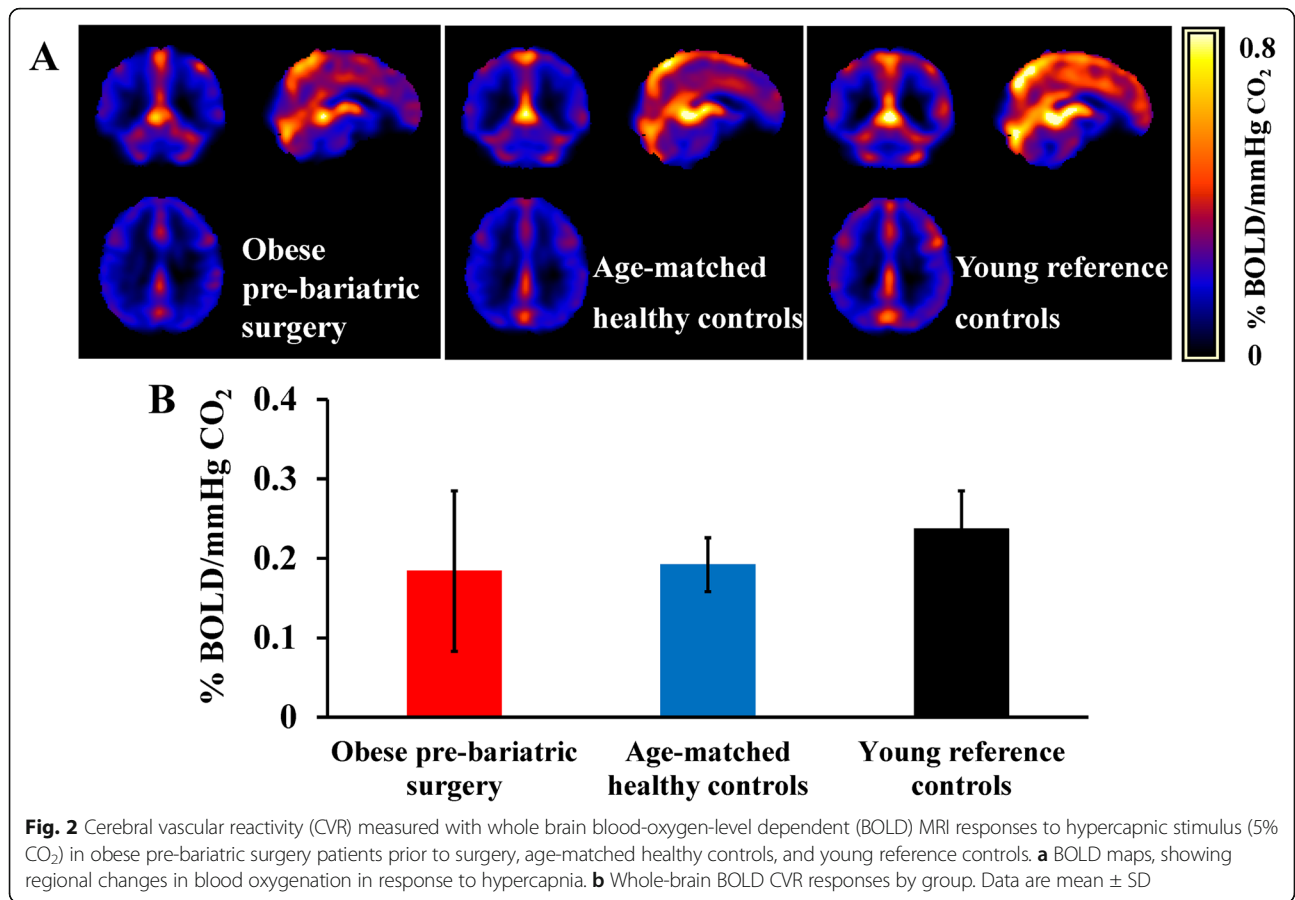 A
Obese
pre-bariatric
surgery
Age-matched
healthy controls
Young reference
controls
0.8
% BOLD/mmHg CO₂
0
B
% BOLD/mmHg CO₂
0.4
0.3
0.2
0.1
0
Obese pre-bariatric
surgery
Age-matched
healthy controls
Young reference
controls
Fig. 2 Cerebral vascular reactivity (CVR) measured with whole brain blood-oxygen-level dependent (BOLD) MRI responses to hypercapnic stimulus (5%
CO₂) in obese pre-bariatric surgery patients prior to surgery, age-matched healthy controls, and young reference controls. a BOLD maps, showing
regional changes in blood oxygenation in response to hypercapnia. b Whole-brain BOLD CVR responses by group. Data are mean ± SD